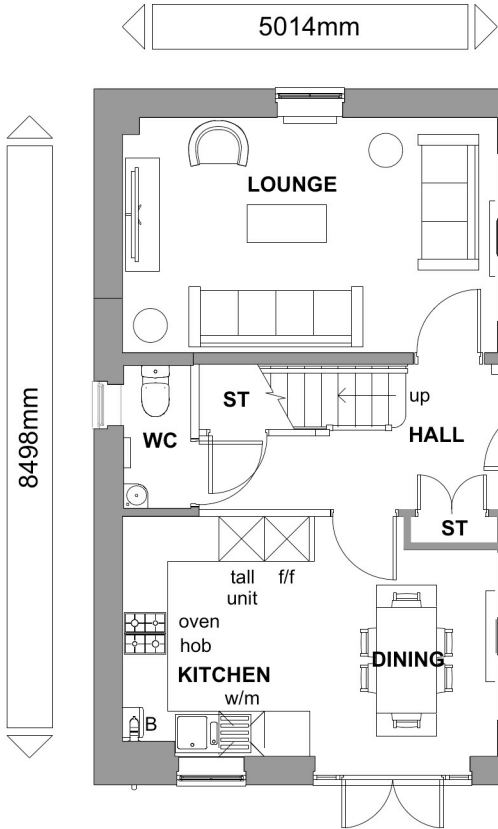 5014mm
LOUNGE
8498mm
ST
up
WC
HALL
ST
tall
unit
f/f
oven
hob
KITCHEN
DINING
w/m
B